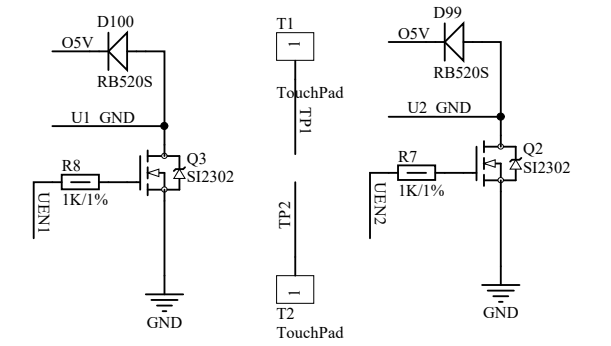 D100
O5V
RB520S
U1 GND
Q3
SI2302
R8
1K/1%
UEN1
GND
T1
1
TouchPad
TP1
TP2
1
T2
TouchPad
D99
O5V
RB520S
U2 GND
Q2
SI2302
R7
1K/1%
UEN2
GND